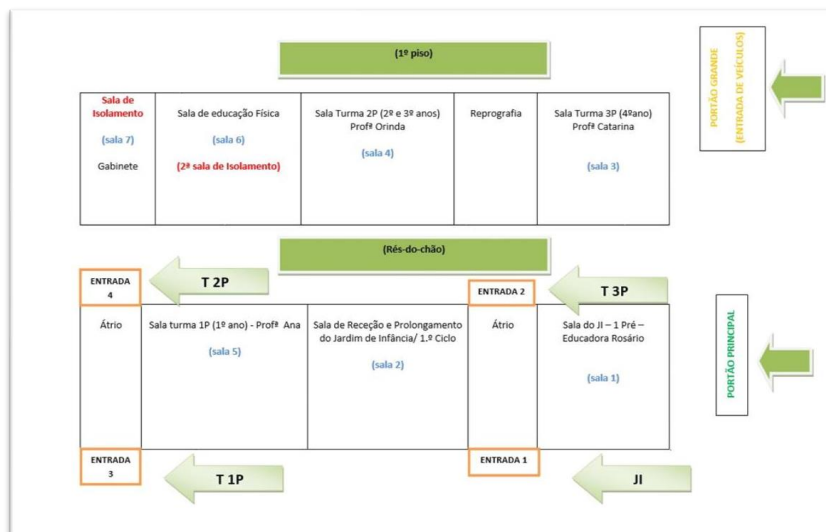 (1º piso)
PORTÃO GRANDE
(ENTRADA DE VEÍCULOS)
Sala de
Isolamento
(sala 7)
Gabinete
Sala de educação Física
(sala 6)
(2ª sala de Isolamento)
Sala Turma 2P (2º e 3º anos)
Profª Orinda
(sala 4)
Reprografia
Sala Turma 3P (4ºano)
Profª Catarina
(sala 3)
(Rés-do-chão)
ENTRADA
4
T 2P
ENTRADA 2
T 3P
Átrio
Sala turma 1P (1º ano) - Profª Ana
(sala 5)
Sala de Receção e Prolongamento
do Jardim de Infância/ 1.º Ciclo
(sala 2)
Átrio
Sala do JI – 1 Pré –
Educadora Rosário
(sala 1)
PORTÃO PRINCIPAL
ENTRADA
3
T 1P
ENTRADA 1
JI